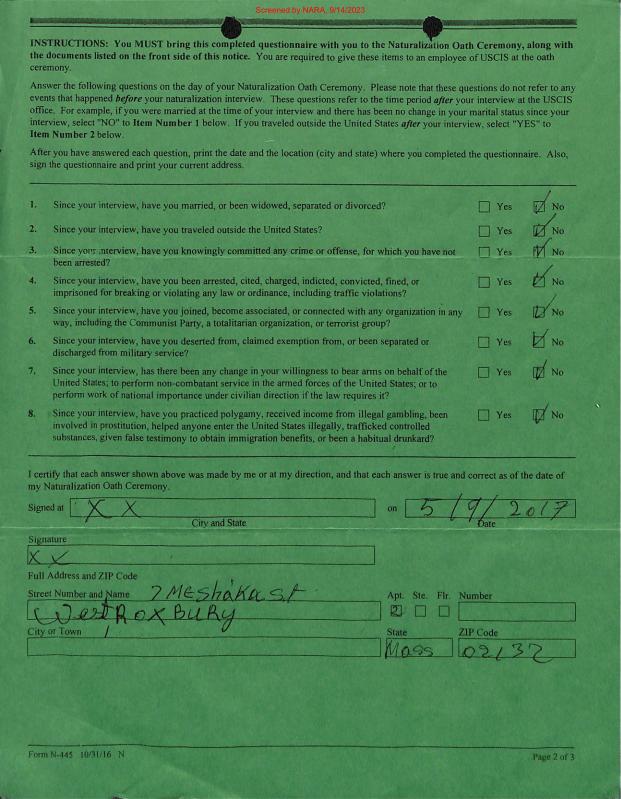 Screened by NARA, 9/14/2023
INSTRUCTIONS: You MUST bring this completed questionnaire with you to the Naturalization Oath Ceremony, along with
the documents listed on the front side of this notice. You are required to give these items to an employee of USCIS at the oath
ceremony.
Answer the following questions on the day of your Naturalization Oath Ceremony. Please note that these questions do not refer to any
events that happened before your naturalization interview. These questions refer to the time period after your interview at the USCIS
office. For example, if you were married at the time of your interview and there has been no change in your marital status since your
interview, select "NO" to Item Number 1 below. If you traveled outside the United States after your interview, select "YES" to
Item Number 2 below.
After you have answered each question, print the date and the location (city and state) where you completed the questionnaire. Also,
sign the questionnaire and print your current address.
1. Since your interview, have you married, or been widowed, separated or divorced? Yes No
2. Since your interview, have you traveled outside the United States? Yes No
3. Since your interview, have you knowingly committed any crime or offense, for which you have not Yes No
been arrested?
4. Since your interview, have you been arrested, cited, charged, indicted, convicted, fined, or Yes No
imprisoned for breaking or violating any law or ordinance, including traffic violations?
5. Since your interview, have you joined, become associated, or connected with any organization in any Yes No
way, including the Communist Party, a totalitarian organization, or terrorist group?
6. Since your interview, have you deserted from, claimed exemption from, or been separated or Yes No
discharged from military service?
7. Since your interview, has there been any change in your willingness to bear arms on behalf of the Yes No
United States; to perform non-combatant service in the armed forces of the United States; or to
perform work of national importance under civilian direction if the law requires it?
8. Since your interview, have you practiced polygamy, received income from illegal gambling, been Yes No
involved in prostitution, helped anyone enter the United States illegally, trafficked controlled
substances, given false testimony to obtain immigration benefits, or been a habitual drunkard?
I certify that each answer shown above was made by me or at my direction, and that each answer is true and correct as of the date of
my Naturalization Oath Ceremony.
Signed at X X on 5/9/2017
City and State Date
Signature
X X
Full Address and ZIP Code
Street Number and Name 7 MEShaKa St Apt. Ste. Flr. Number
West ROXBURY 2
City or Town State ZIP Code
Mass 02132
Form N-445 10/31/16 N Page 2 of 3